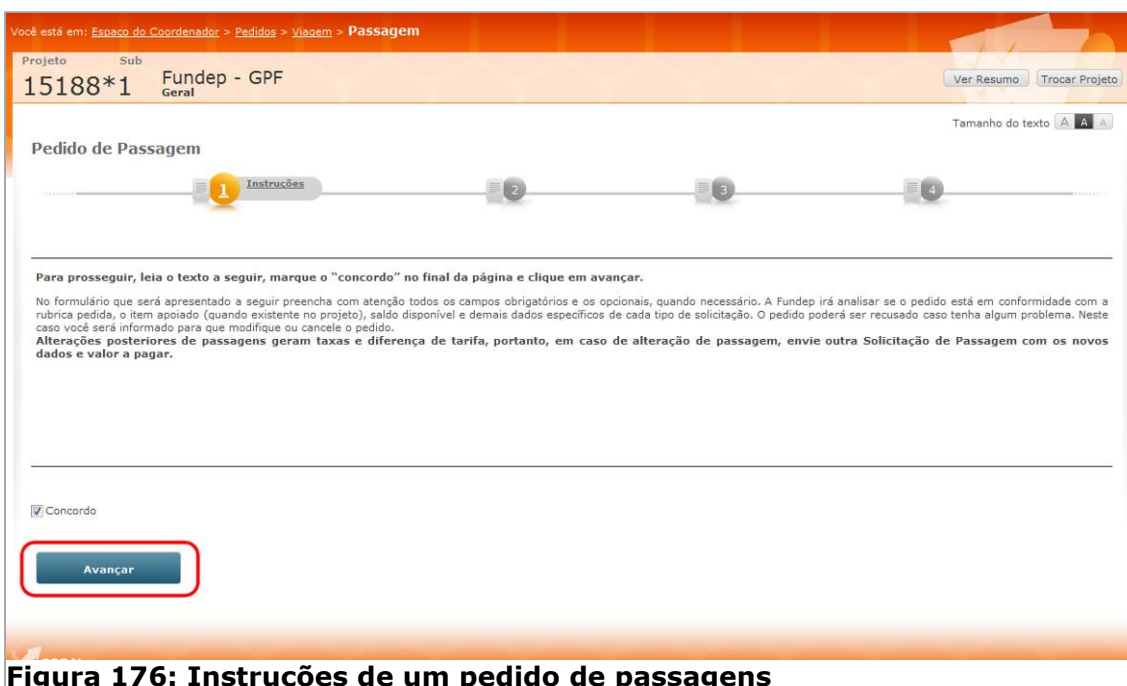 Você está em: Espaço do Coordenador > Pedidos > Viagem > Passagem
Projeto Sub
15188*1 Fundep - GPF
Geral
Ver Resumo Trocar Projeto
Tamanho do texto A A A
Pedido de Passagem
1 Instruções 2 3 4
Para prosseguir, leia o texto a seguir, marque o "concordo" no final da página e clique em avançar.
No formulário que será apresentado a seguir preencha com atenção todos os campos obrigatórios e os opcionais, quando necessário. A Fundep irá analisar se o pedido está em conformidade com a
rubrica pedida, o item apoiado (quando existente no projeto), saldo disponível e demais dados específicos de cada tipo de solicitação. O pedido poderá ser recusado caso tenha algum problema. Neste
caso você será informado para que modifique ou cancele o pedido.
Alterações posteriores de passagens geram taxas e diferença de tarifa, portanto, em caso de alteração de passagem, envie outra Solicitação de Passagem com os novos
dados e valor a pagar.
Concordo
Avançar
Figura 176: Instruções de um pedido de passagens